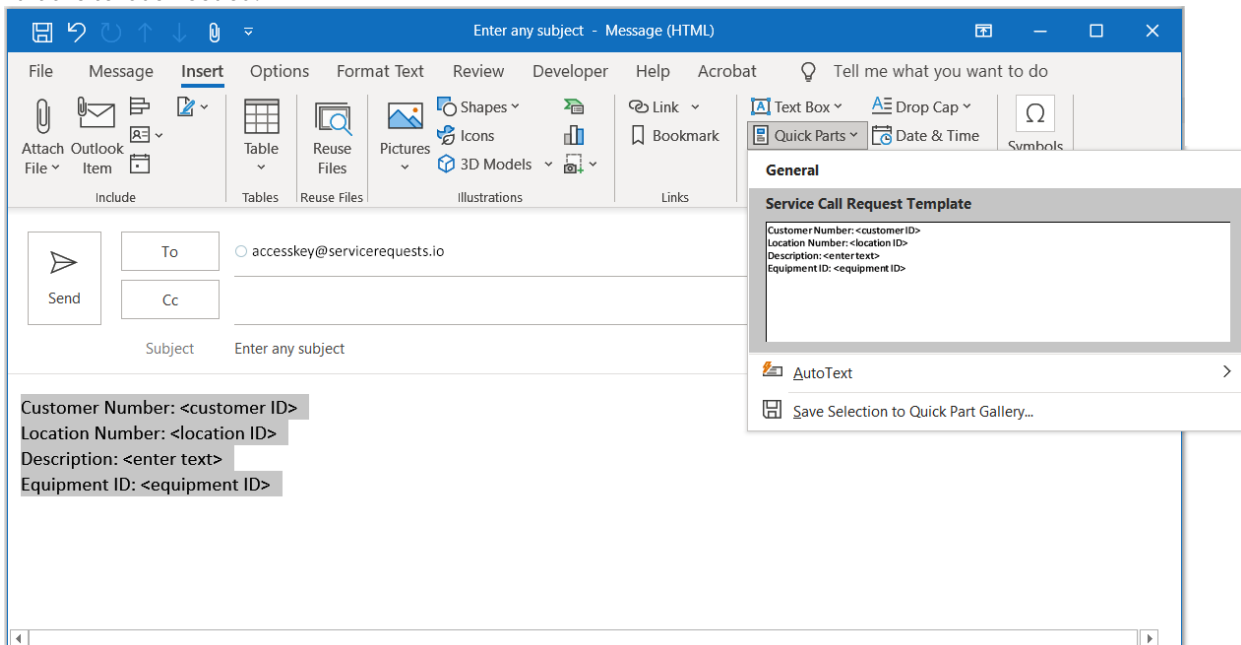 Enter any subject - Message (HTML)
File Message Insert Options Format Text Review Developer Help Acrobat Tell me what you want to do
Attach File
Outlook Item
Include
Table
Tables
Reuse Files
Reuse Files
Pictures
Shapes
Icons
3D Models
Illustrations
Link
Bookmark
Links
Text Box
Quick Parts
Drop Cap
Date & Time
Symbols
General
Service Call Request Template
Customer Number: <customer ID>
Location Number: <location ID>
Description: <enter text>
Equipment ID: <equipment ID>
AutoText
Save Selection to Quick Part Gallery...
Send
To
accesskey@servicerequests.io
Cc
Subject
Enter any subject
Customer Number: <customer ID>
Location Number: <location ID>
Description: <enter text>
Equipment ID: <equipment ID>